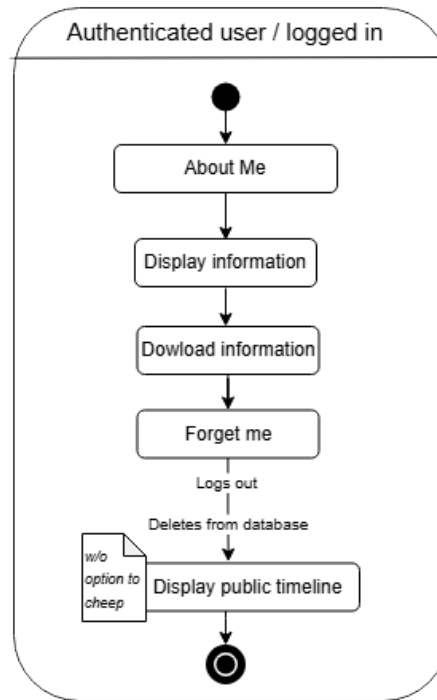 Authenticated user / logged in
About Me
Display information
Dowload information
Forget me
Logs out
Deletes from database
w/o
option to
cheep
Display public timeline